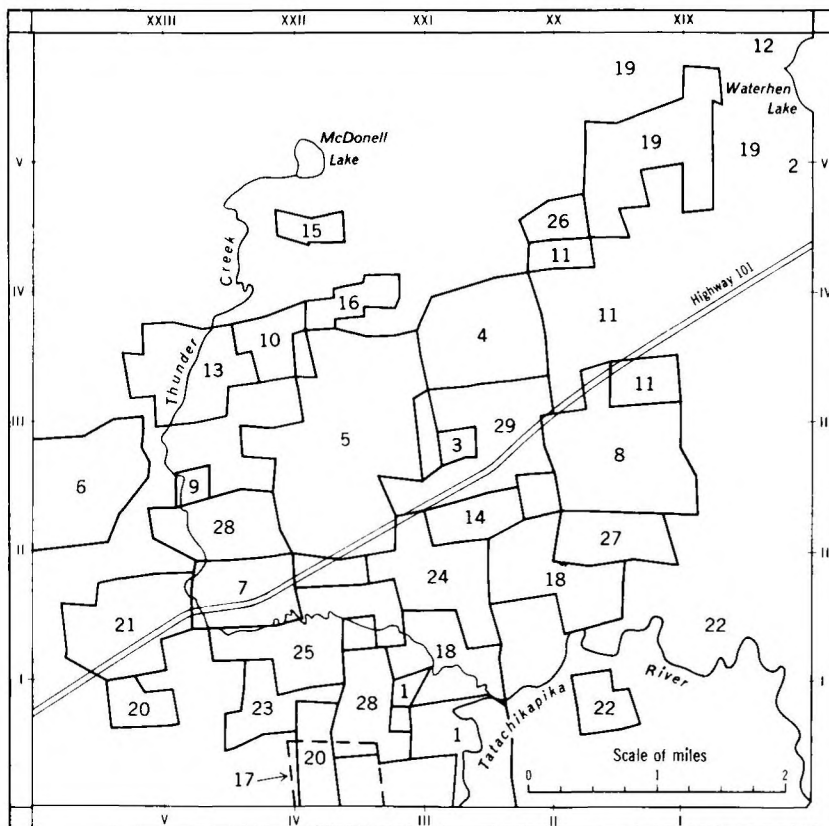 XXIII XXII XXI XX XIX
12
19
Waterhen
Lake
McDonell
Lake
V 19 19 V
2
15 26
Creek 11
Highway 101
IV 16 IV
10 4 11
13
Thunder 11
III 5 29 III
3
6 8
9
28 14
II 27 II
24 18
7
21
22
25 18
I River I
1
20 23 28 22
1
Tatachikapika
20 Scale of miles
17
0 1 2
V IV III II I